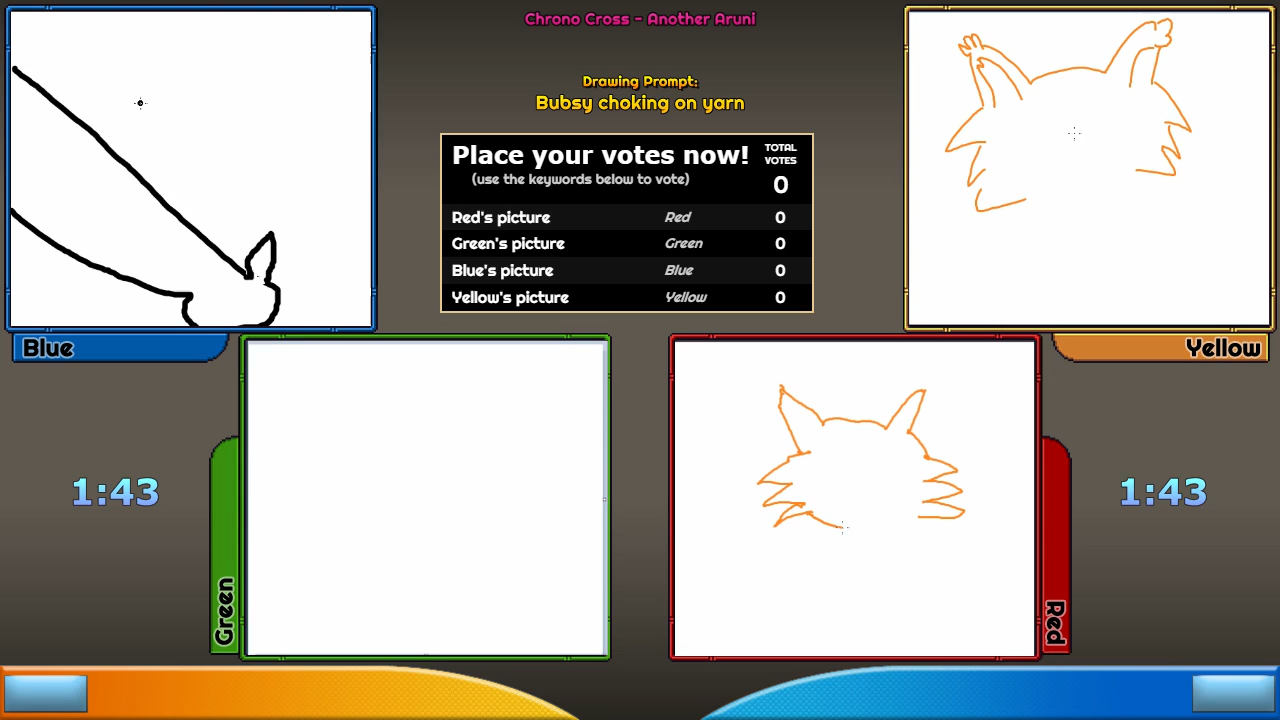 Chrono Cross - Another Aruni
Drawing Prompt:
Bubsy choking on yarn
Place your votes now!
(use the keywords below to vote)
TOTAL
VOTES
0
Red's picture Red 0
Green's picture Green 0
Blue's picture Blue 0
Yellow's picture Yellow 0
Blue
Yellow
1:43
Green
Red
1:43